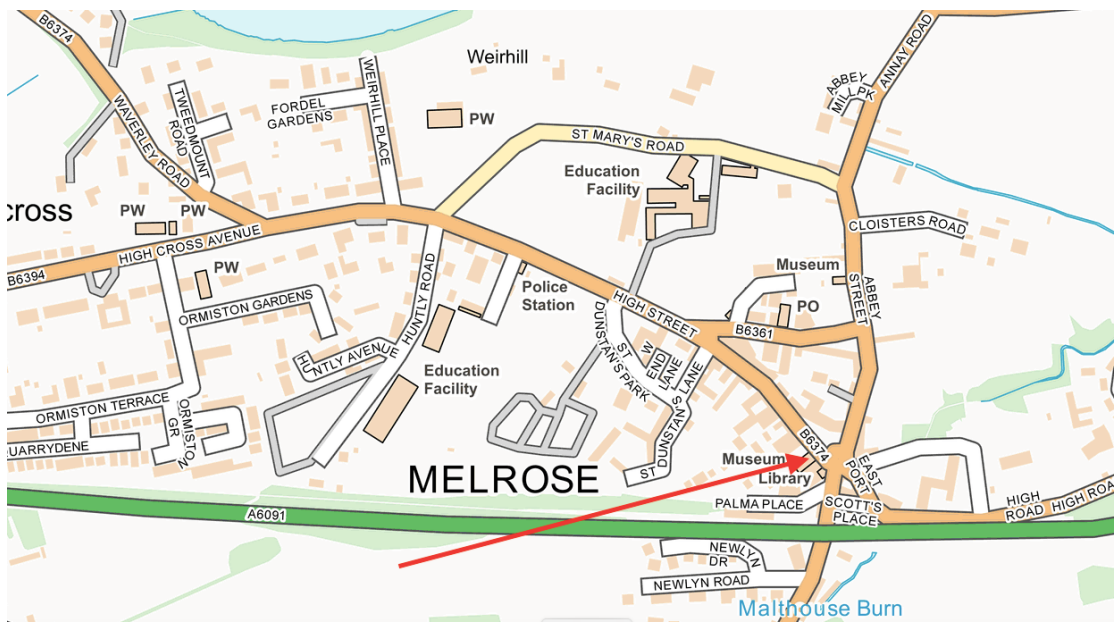 B6374
Weirhill
ANNAY ROAD
ABBEY
MILLPK
WEIRHILL PLACE
TWEEDMOUNT
ROAD
FORDEL
GARDENS
WAVERLEY ROAD
PW
ST MARY'S ROAD
Education
Facility
cross
PW
PW
HIGH CROSS AVENUE
B6394
PW
CLOISTERS ROAD
Museum
ABBEY
STREET
PO
B6361
Police
Station
HIGH STREET
HUNTLY ROAD
ORMISTON GARDENS
HUNTLY AVENUE
ST
DUNSTAN'S PARK
W
END
LANE
ST DUNSTAN'S LANE
Education
Facility
ORMISTON TERRACE
ORMISTON
GR
QUARRYDENE
MELROSE
B6374
Museum
Library
EAST
PORT
PALMA PLACE
SCOTT'S
PLACE
HIGH
ROAD
HIGH ROA
A6091
NEWLYN
DR
NEWLYN ROAD
Malthouse Burn